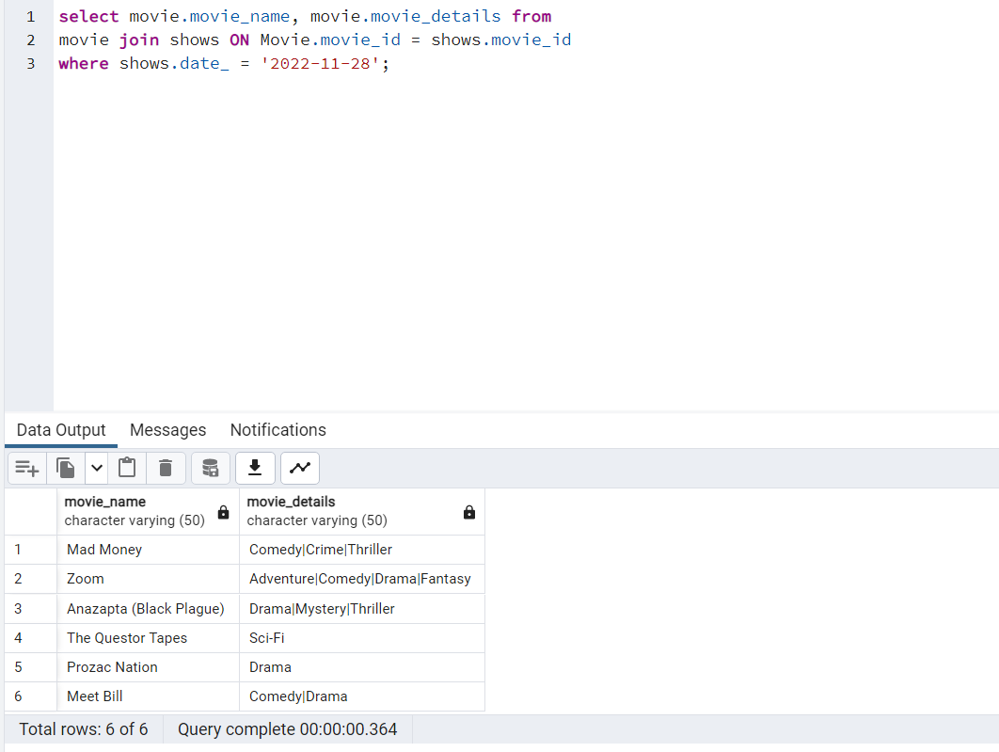 1 select movie.movie_name, movie.movie_details from
2 movie join shows ON Movie.movie_id = shows.movie_id
3 where shows.date_ = '2022-11-28';
Data Output Messages Notifications
movie_name movie_details
character varying (50) character varying (50)
1 Mad Money Comedy|Crime|Thriller
2 Zoom Adventure|Comedy|Drama|Fantasy
3 Anazapta (Black Plague) Drama|Mystery|Thriller
4 The Questor Tapes Sci-Fi
5 Prozac Nation Drama
6 Meet Bill Comedy|Drama
Total rows: 6 of 6 Query complete 00:00:00.364